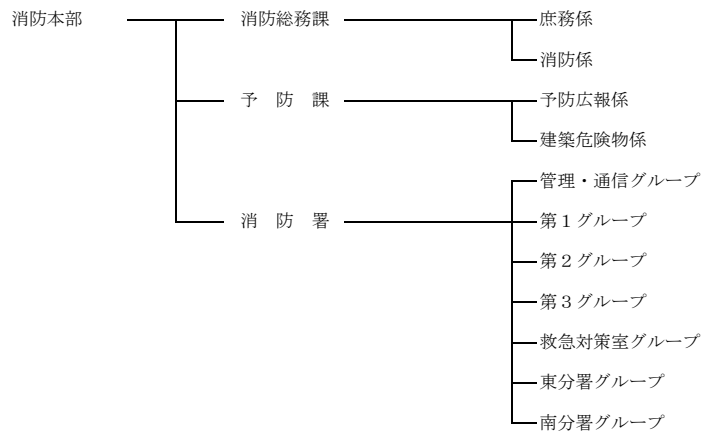 消防本部 消防総務課 庶務係
消防係
予　防　課 予防広報係
建築危険物係
管理・通信グループ
消　防　署 第１グループ
第２グループ
第３グループ
救急対策室グループ
東分署グループ
南分署グループ